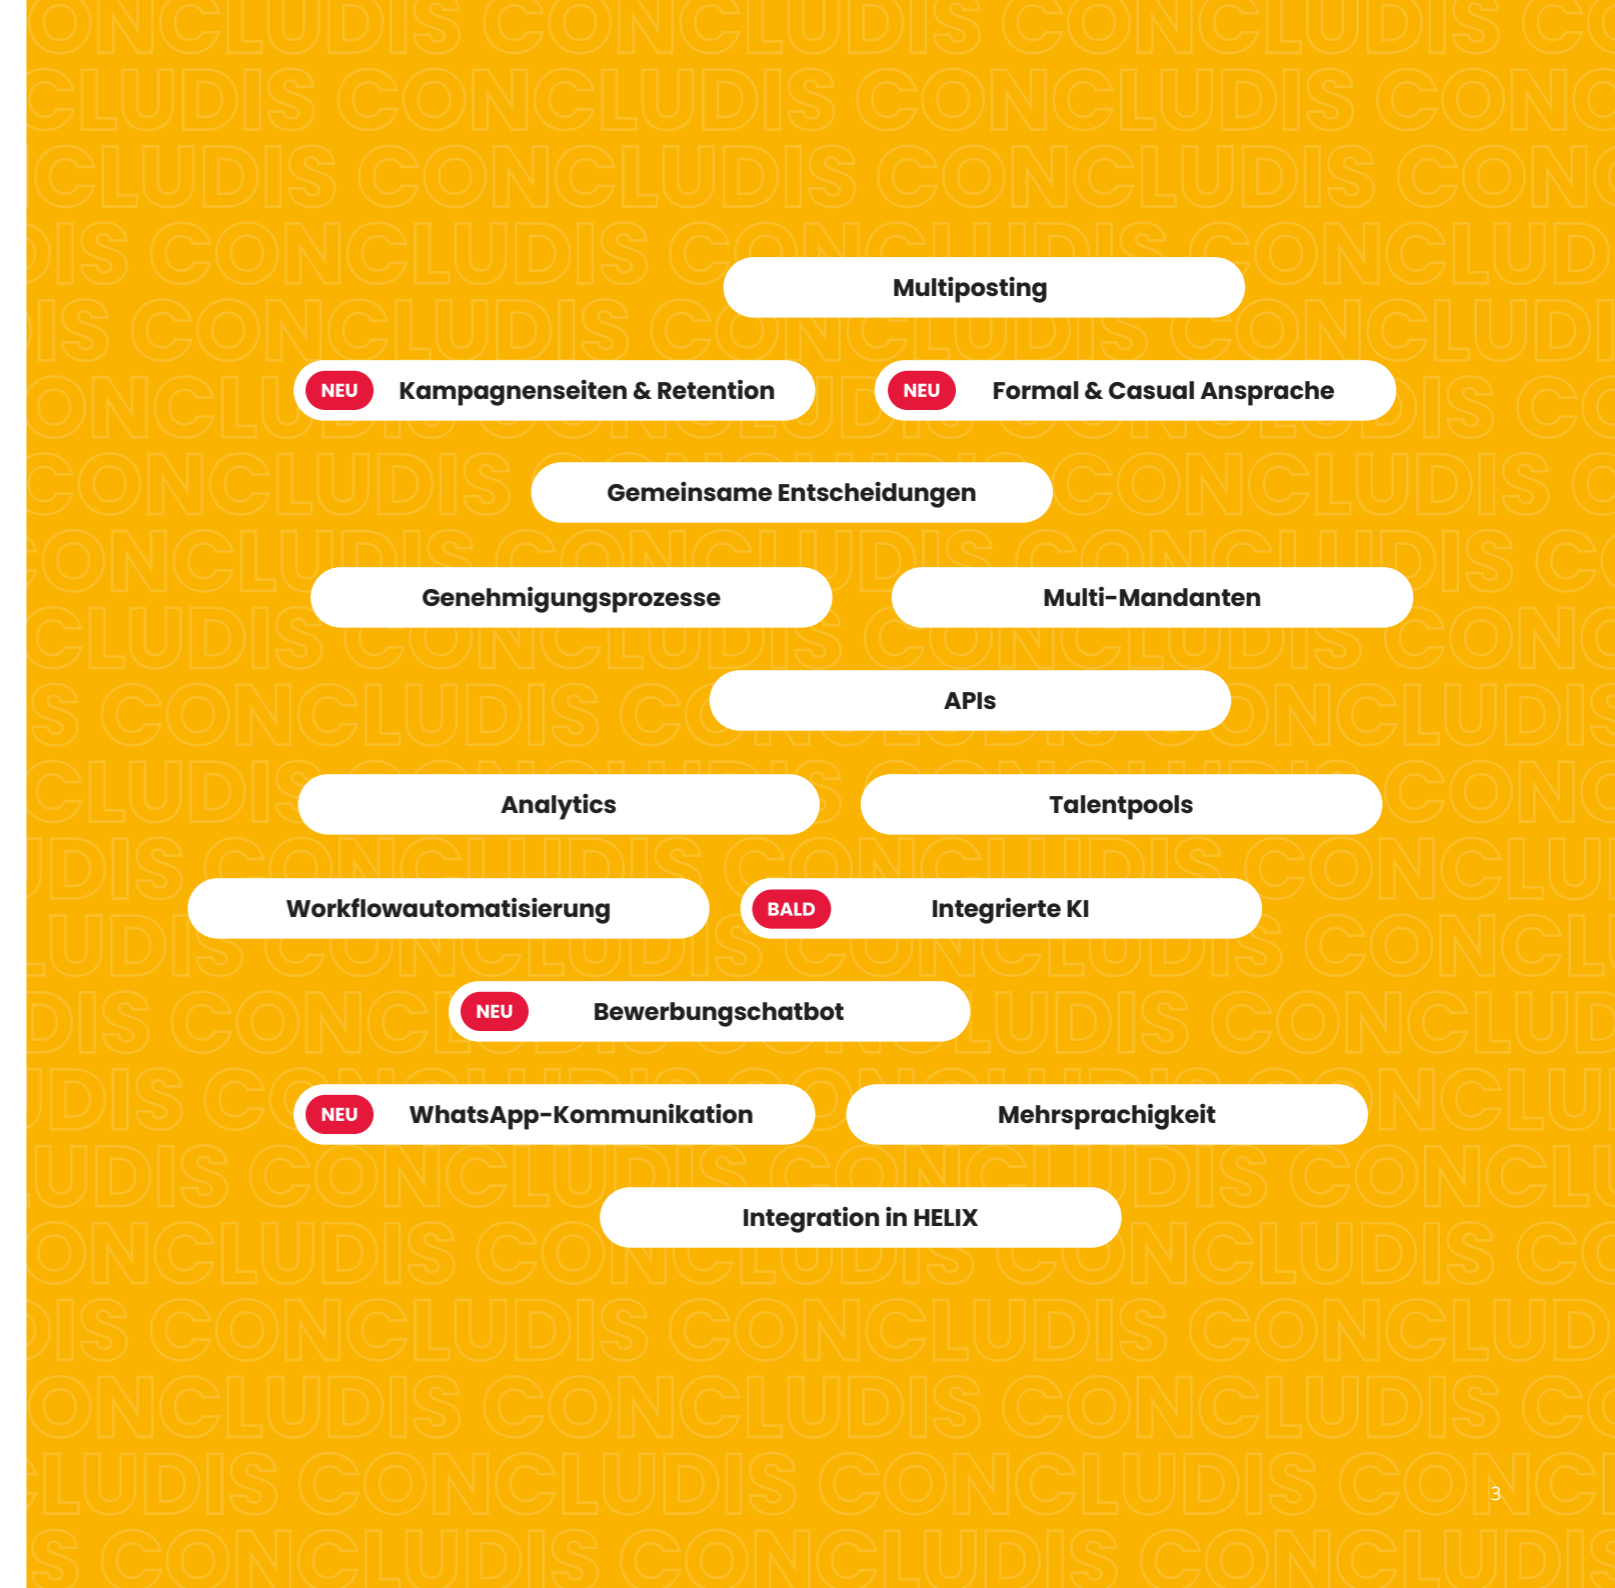 Multiposting
NEU Kampagnenseiten & Retention
NEU Formal & Casual Ansprache
Gemeinsame Entscheidungen
Genehmigungsprozesse
Multi-Mandanten
APIs
Analytics
Talentpools
Workflowautomatisierung
BALD Integrierte KI
NEU Bewerbungschatbot
NEU WhatsApp-Kommunikation
Mehrsprachigkeit
Integration in HELIX
3